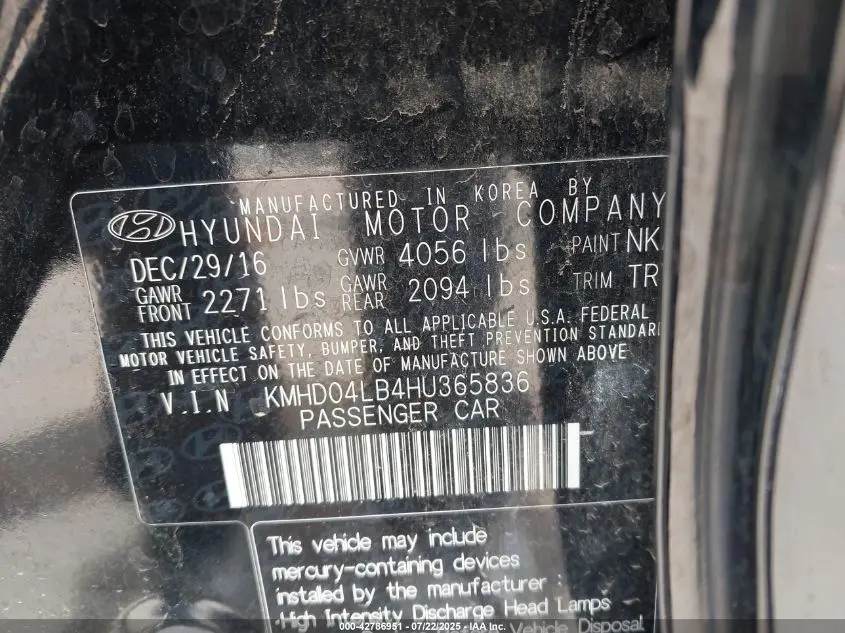 MANUFACTURED IN KOREA BY
HYUNDAI MOTOR COMPANY
DEC/29/16 GVWR 4056 lbs PAINT NK
GAWR FRONT 2271 lbs GAWR REAR 2094 lbs TRIM TR
THIS VEHICLE CONFORMS TO ALL APPLICABLE U.S.A. FEDERAL
MOTOR VEHICLE SAFETY, BUMPER, AND THEFT PREVENTION STANDAR
IN EFFECT ON THE DATE OF MANUFACTURE SHOWN ABOVE
V.I.N KMHD04LB4HU365836
PASSENGER CAR
This vehicle may include
mercury-containing devices
installed by the manufacturer :
-High Intensity Discharge Head Lamps
Vehicle Disposal
000-42786951 - 07/22/2025 - IAA, Inc.